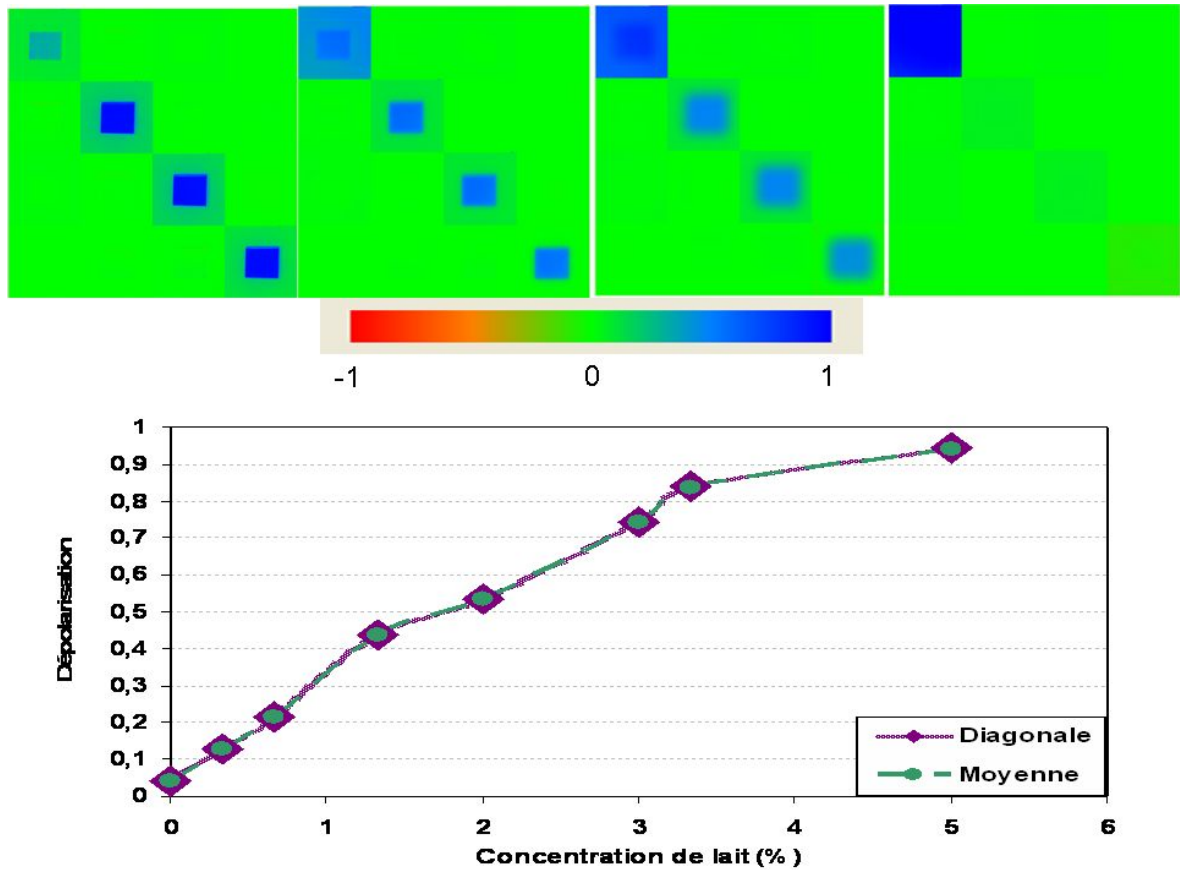 -1 0 1
Dépolarisation
1
0,9
0,8
0,7
0,6
0,5
0,4
0,3
0,2
0,1
0
0 1 2 3 4 5 6
Concentration de lait (% )
Diagonale
Moyenne